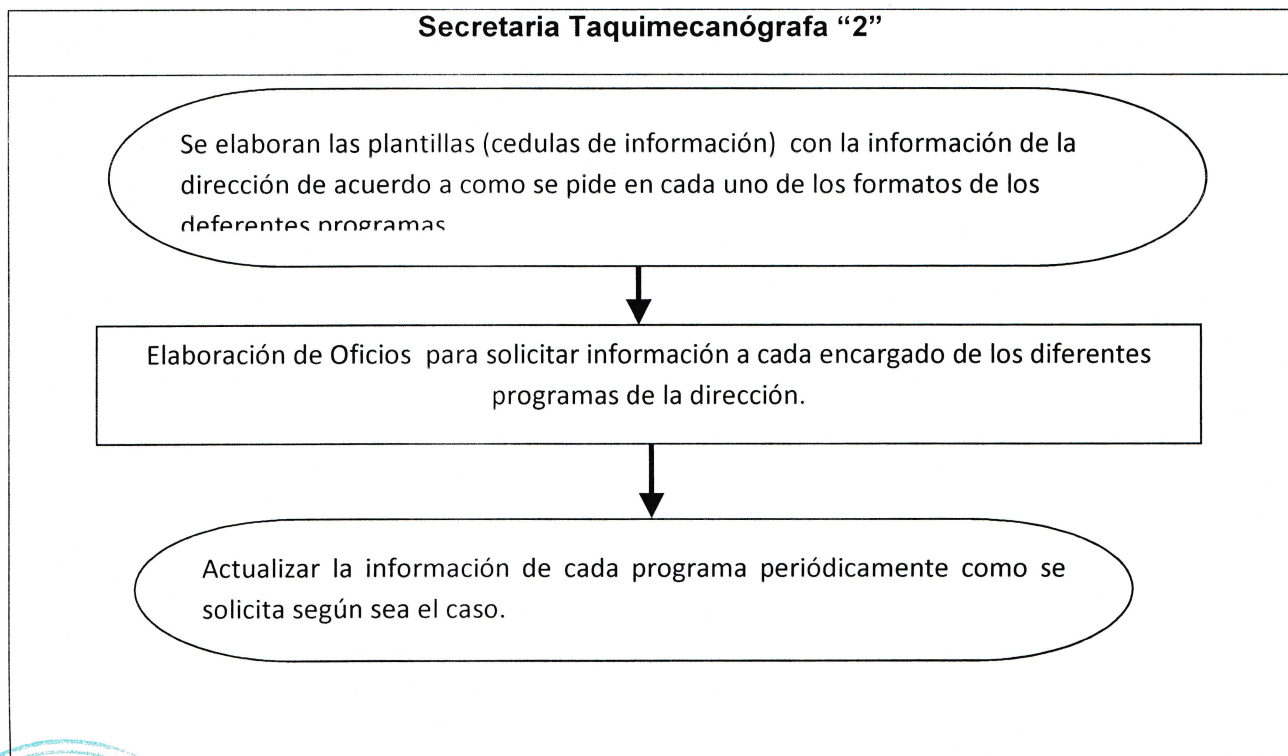 Secretaria Taquimecanógrafa “2”
Se elaboran las plantillas (cedulas de información) con la información de la
dirección de acuerdo a como se pide en cada uno de los formatos de los
deferentes programas
Elaboración de Oficios para solicitar información a cada encargado de los diferentes
programas de la dirección.
Actualizar la información de cada programa periódicamente como se
solicita según sea el caso.